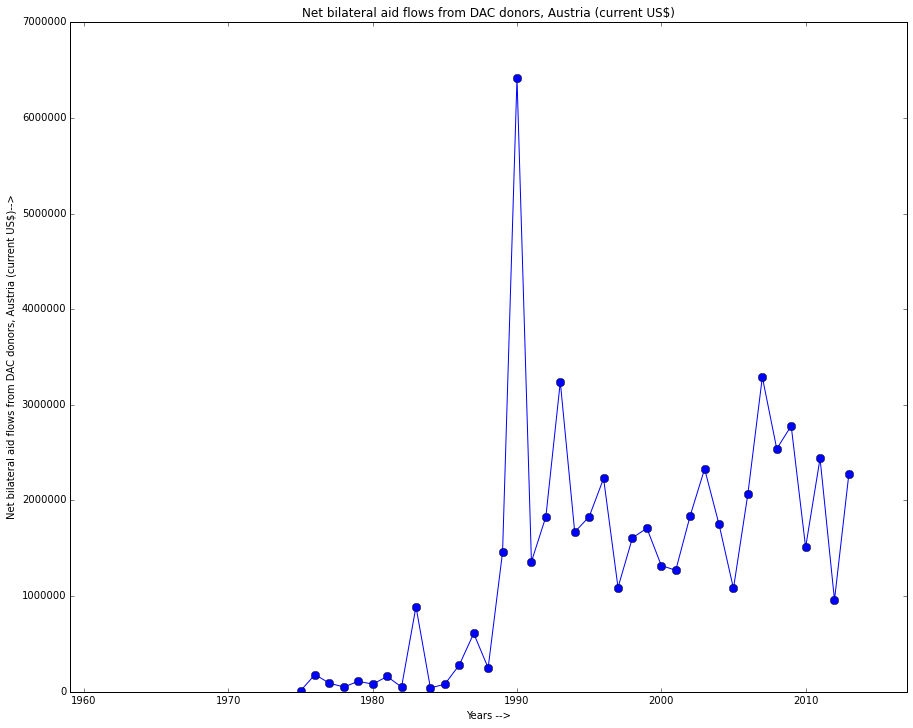 Net bilateral aid flows from DAC donors, Austria (current US$)
7000000
6000000
5000000
4000000
3000000
2000000
1000000
0
Net bilateral aid flows from DAC donors, Austria (current US$)-->
1960 1970 1980 1990 2000 2010
Years -->